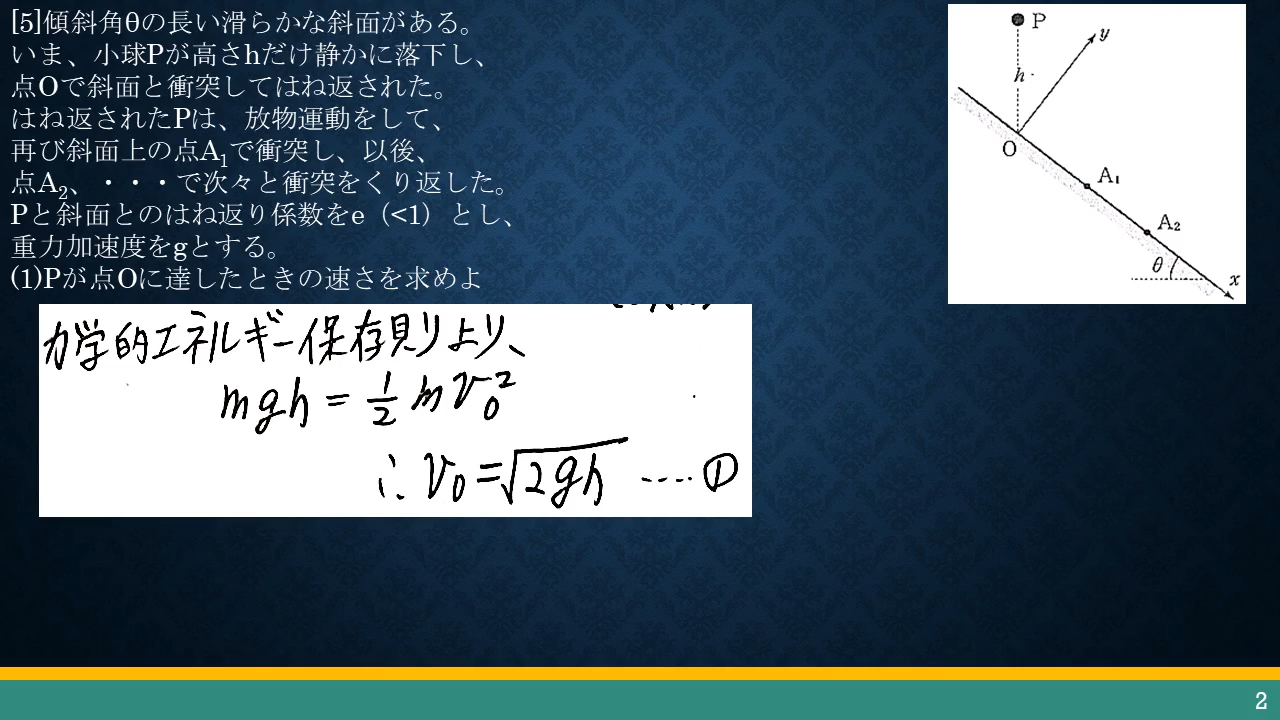 [5]傾斜角θの長い滑らかな斜面がある。
いま、小球Pが高さhだけ静かに落下し、
点Oで斜面と衝突してはね返された。
はね返されたPは、放物運動をして、
再び斜面上の点A₁で衝突し、以後、
点A₂、・・・で次々と衝突をくり返した。
Pと斜面とのはね返り係数をe（<1）とし、
重力加速度をgとする。
(1)Pが点Oに達したときの速さを求めよ
P
y
h
O
A₁
A₂
θ
x
力学的エネルギー保存則より、
mgh = 1/2 mv₀²
∴ v₀ = √2gh ····①
2